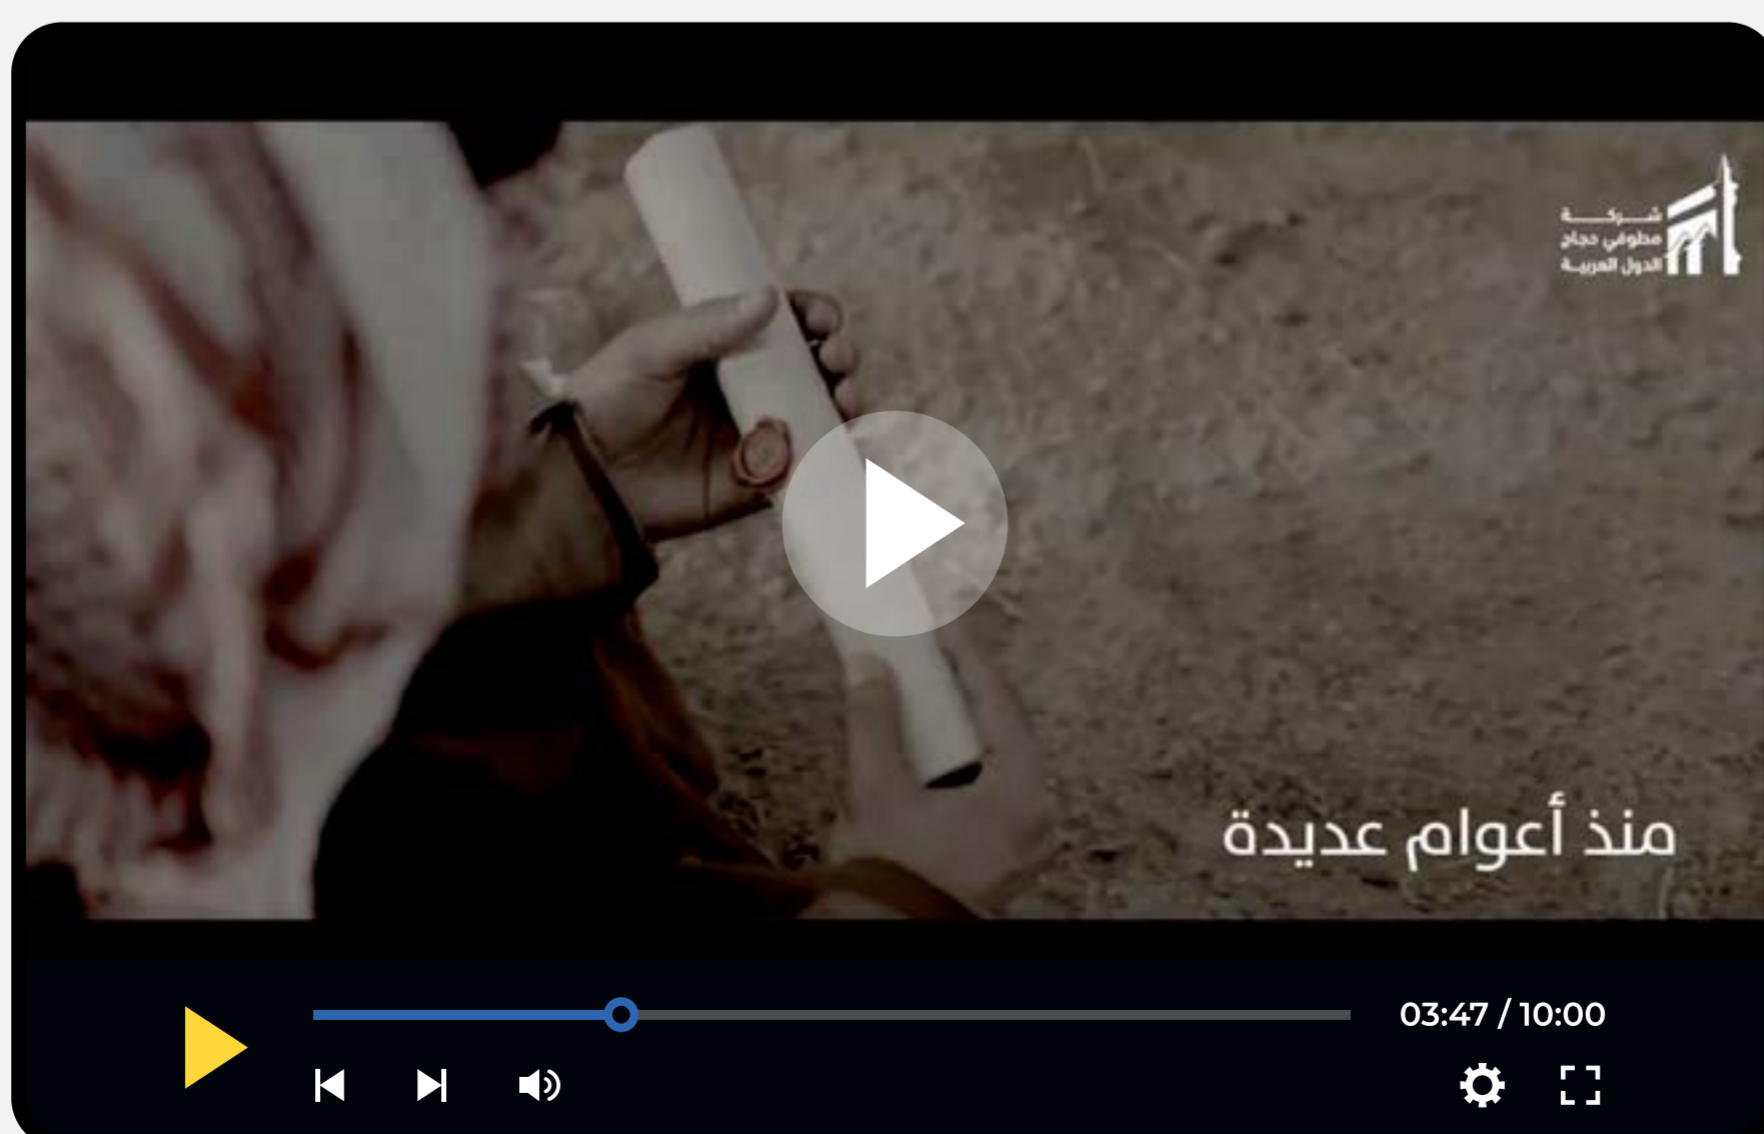 شركة
مطوفي حجاج
الدول العربية
منذ أعوام عديدة
03:47 / 10:00